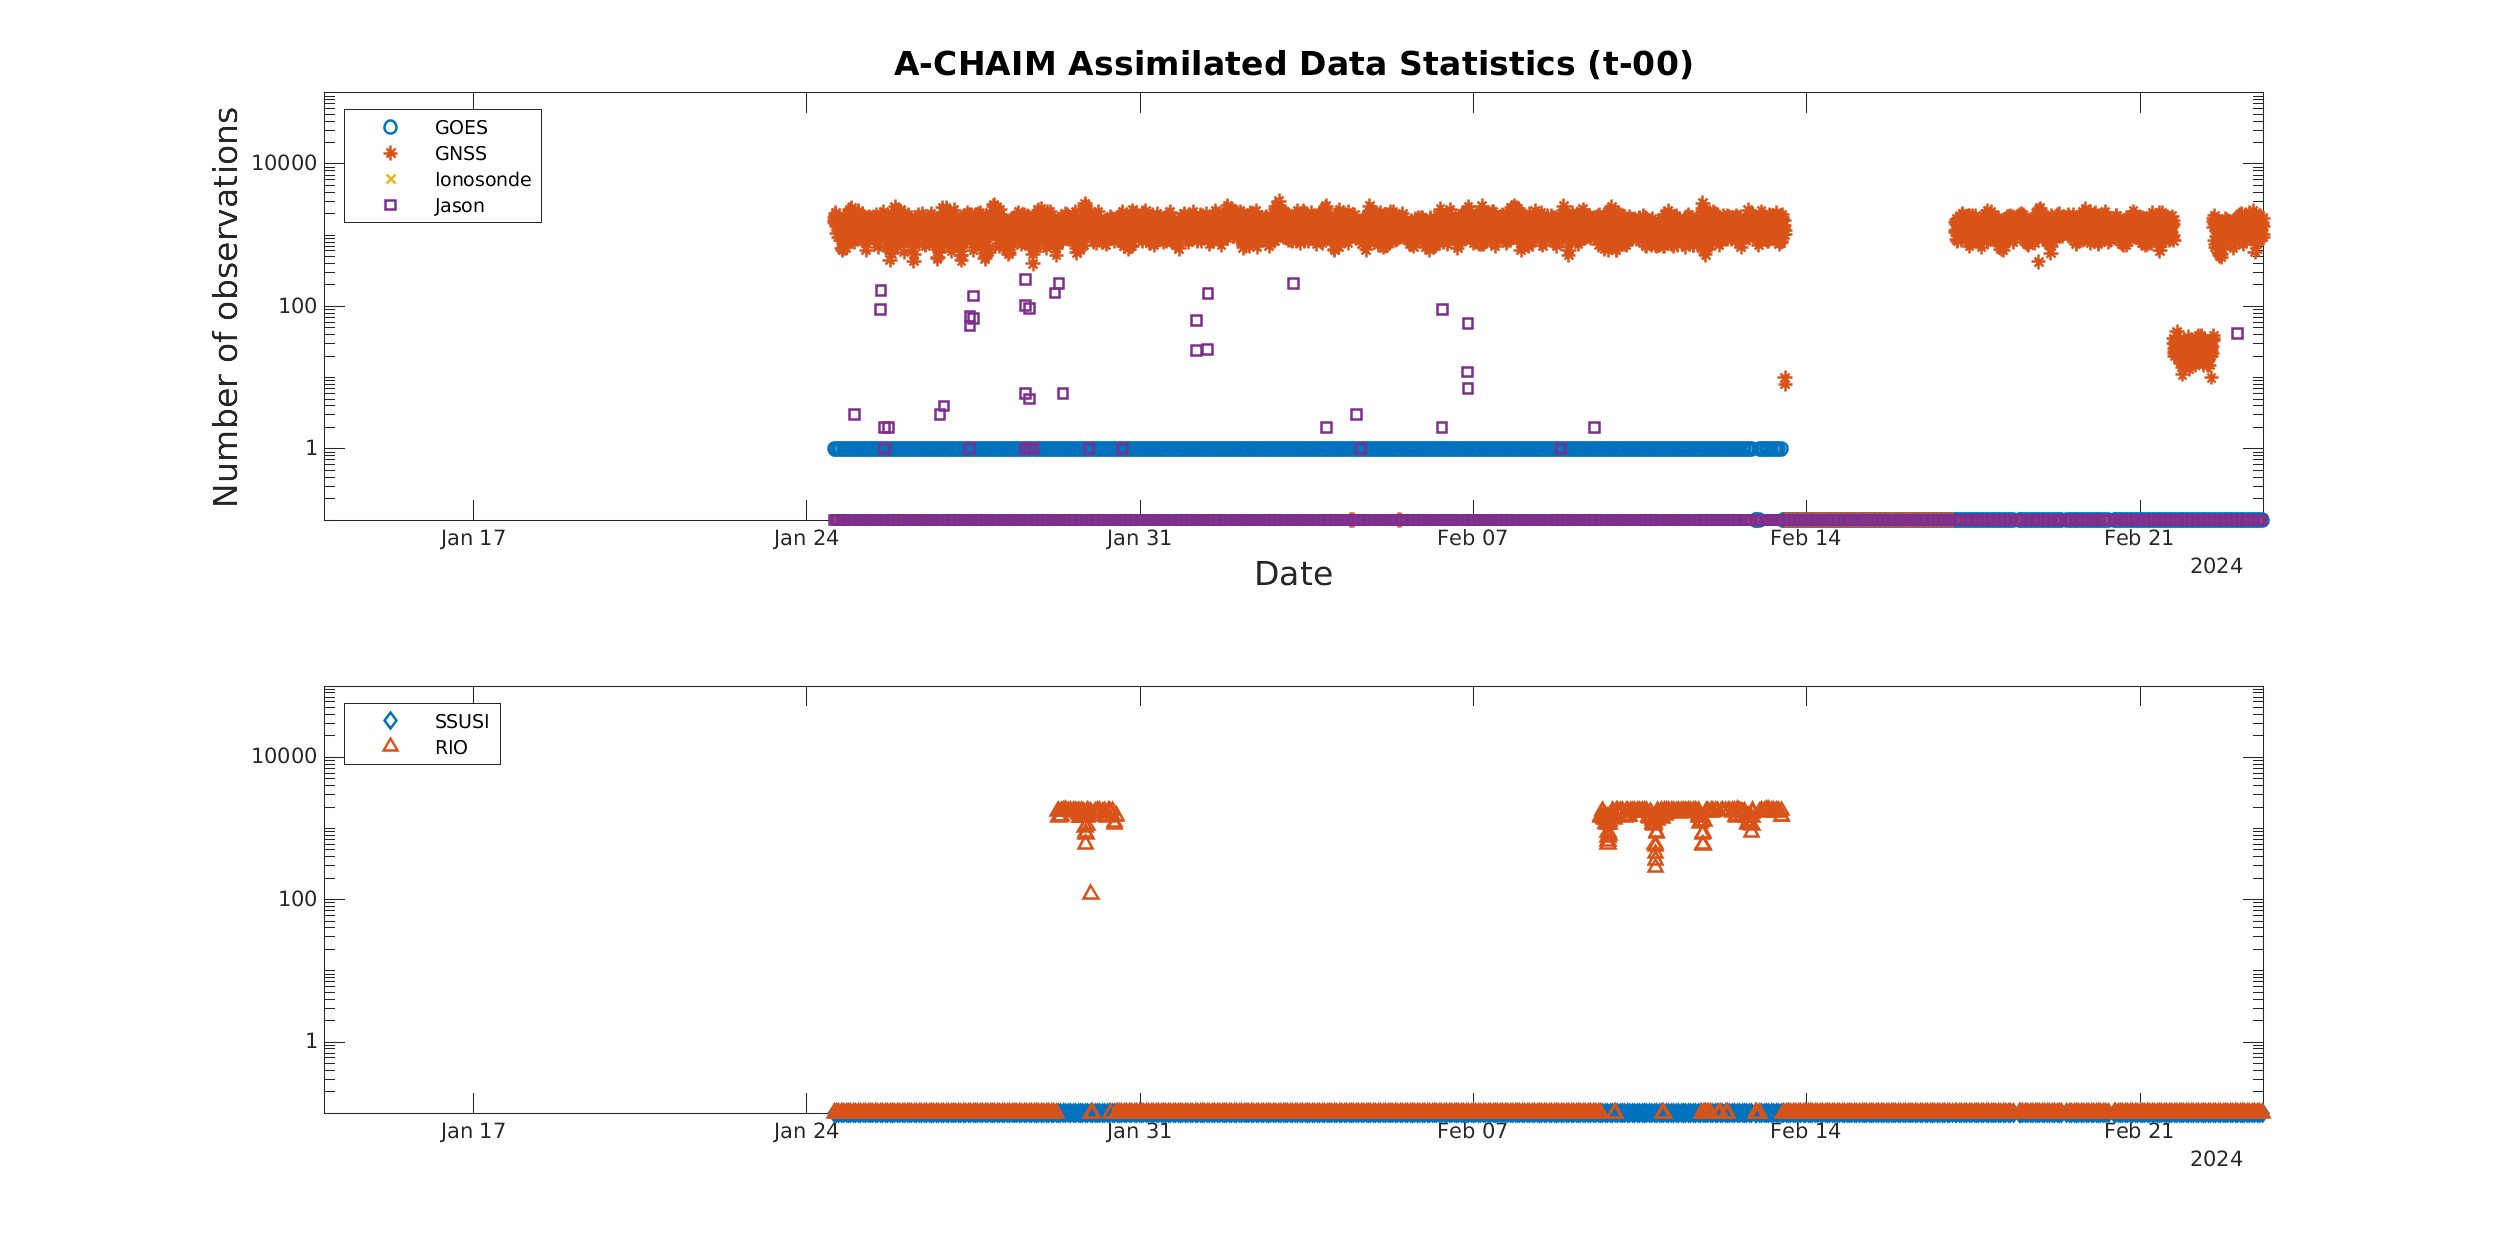 A-CHAIM Assimilated Data Statistics (t-00)
Number of observations
10000
100
1
GOES
GNSS
Ionosonde
Jason
Jan 17
Jan 24
Jan 31
Feb 07
Feb 14
Feb 21
2024
Date
10000
100
1
SSUSI
RIO
Jan 17
Jan 24
Jan 31
Feb 07
Feb 14
Feb 21
2024